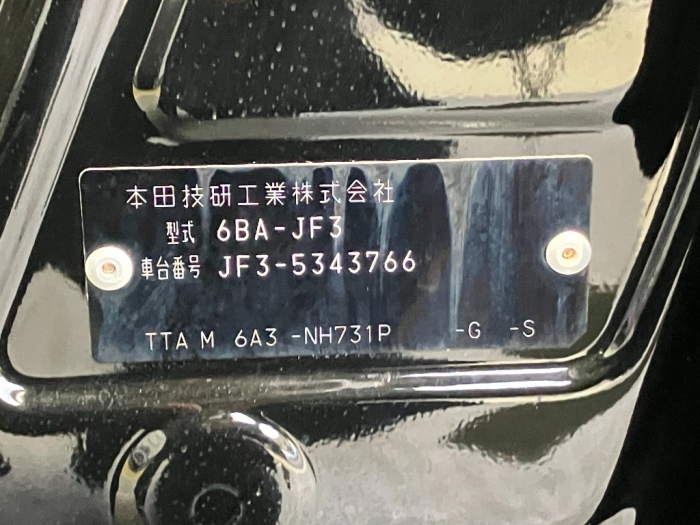 本田技研工業株式会社
型式 6BA-JF3
車台番号 JF3-5343766
TTA M 6A3 -NH731P -G -S